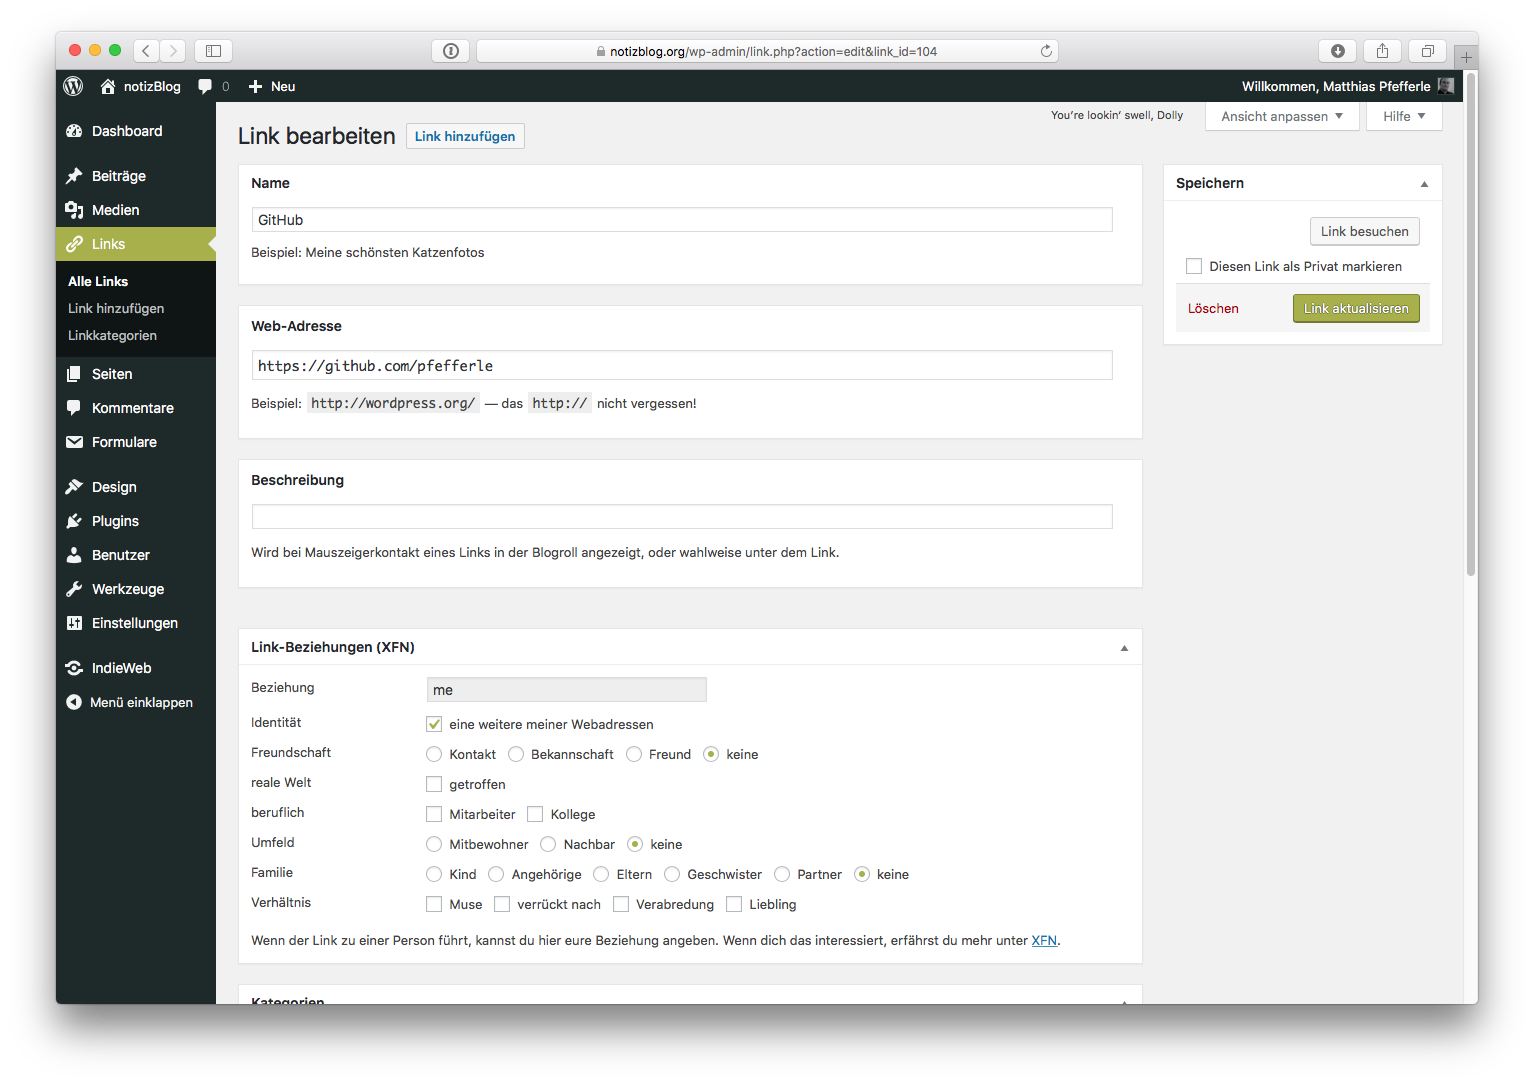 notizblog.org/wp-admin/link.php?action=edit&link_id=104
notizBlog 0 Neu Willkommen, Matthias Pfefferle
You're lookin' swell, Dolly Ansicht anpassen Hilfe
Dashboard
Beiträge
Medien
Links
Alle Links
Link hinzufügen
Linkkategorien
Seiten
Kommentare
Formulare
Design
Plugins
Benutzer
Werkzeuge
Einstellungen
IndieWeb
Menü einklappen
Link bearbeiten Link hinzufügen
Name
GitHub
Beispiel: Meine schönsten Katzenfotos
Web-Adresse
https://github.com/pfefferle
Beispiel: http://wordpress.org/ — das http:// nicht vergessen!
Beschreibung
Wird bei Mauszeigerkontakt eines Links in der Blogroll angezeigt, oder wahlweise unter dem Link.
Link-Beziehungen (XFN)
Beziehung me
Identität eine weitere meiner Webadressen
Freundschaft Kontakt Bekannschaft Freund keine
reale Welt getroffen
beruflich Mitarbeiter Kollege
Umfeld Mitbewohner Nachbar keine
Familie Kind Angehörige Eltern Geschwister Partner keine
Verhältnis Muse verrückt nach Verabredung Liebling
Wenn der Link zu einer Person führt, kannst du hier eure Beziehung angeben. Wenn dich das interessiert, erfährst du mehr unter XFN.
Kategorien
Speichern
Link besuchen
Diesen Link als Privat markieren
Löschen Link aktualisieren